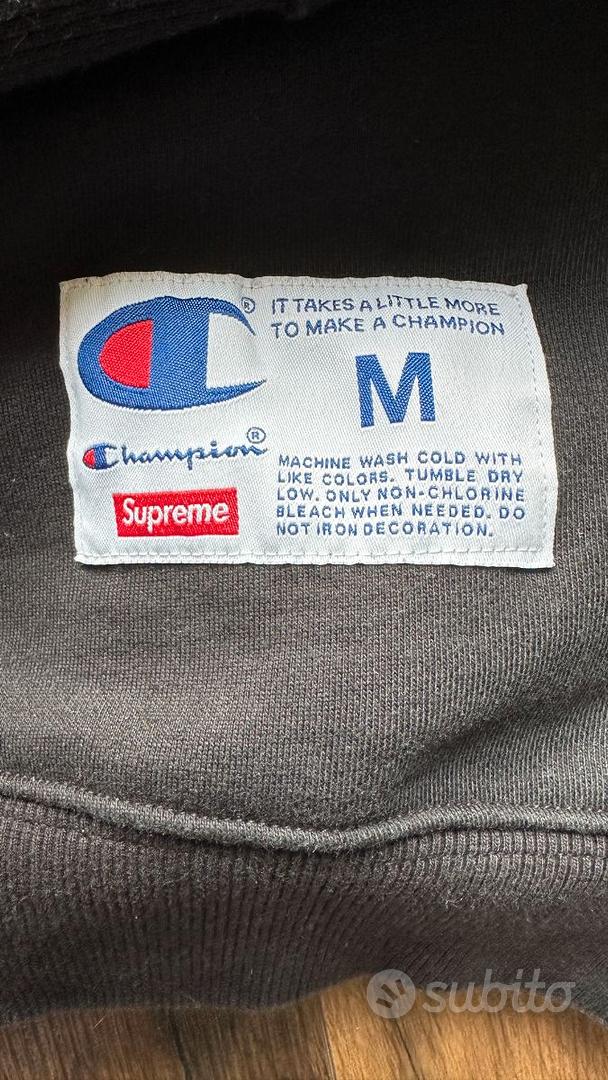 IT TAKES A LITTLE MORE
TO MAKE A CHAMPION
M
Champion®
Supreme
MACHINE WASH COLD WITH
LIKE COLORS. TUMBLE DRY
LOW. ONLY NON-CHLORINE
BLEACH WHEN NEEDED. DO
NOT IRON DECORATION.
subito